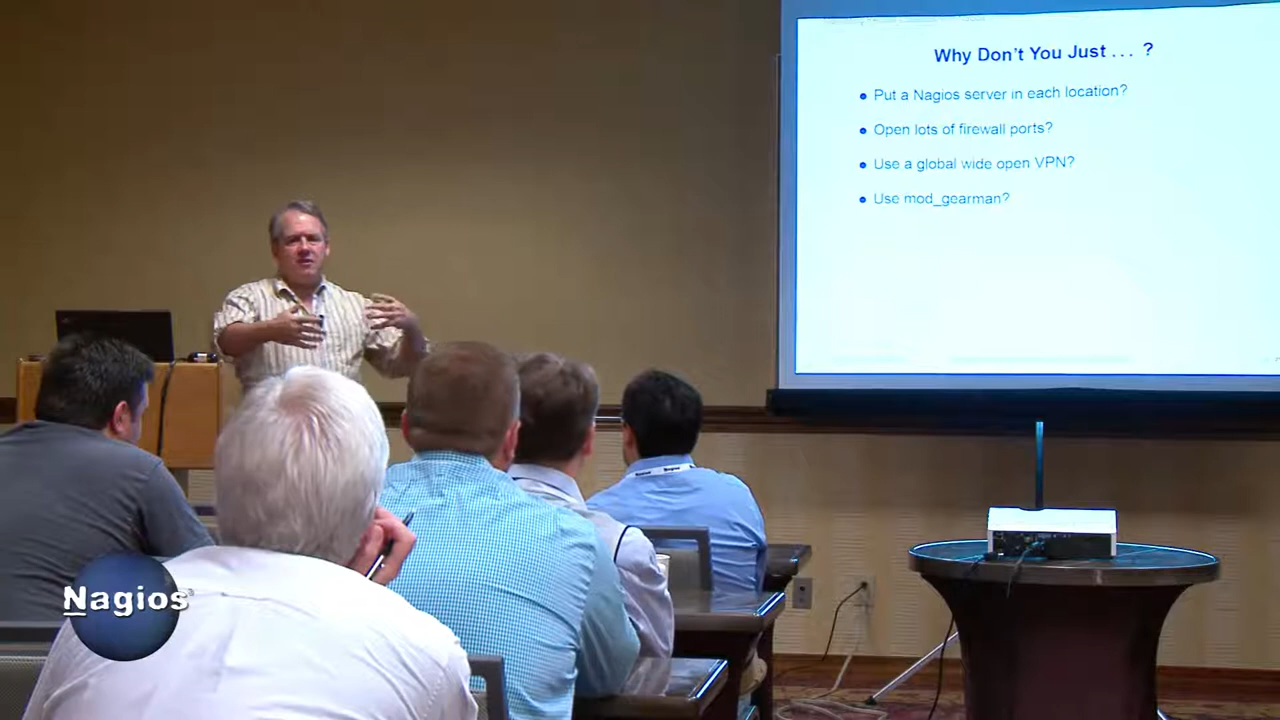 Why Don't You Just . . . ?
Put a Nagios server in each location?
Open lots of firewall ports?
Use a global wide open VPN?
Use mod_gearman?
Nagios